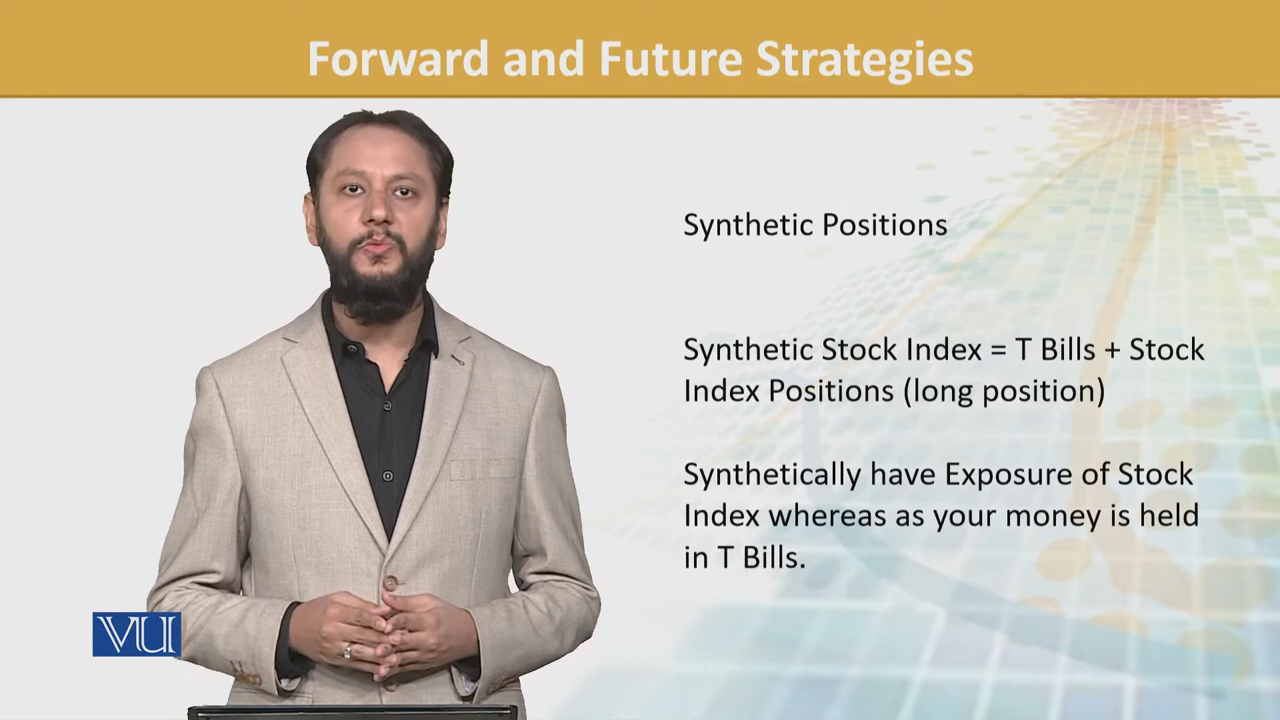 Forward and Future Strategies
Synthetic Positions
Synthetic Stock Index = T Bills + Stock
Index Positions (long position)
Synthetically have Exposure of Stock
Index whereas as your money is held
in T Bills.
VU